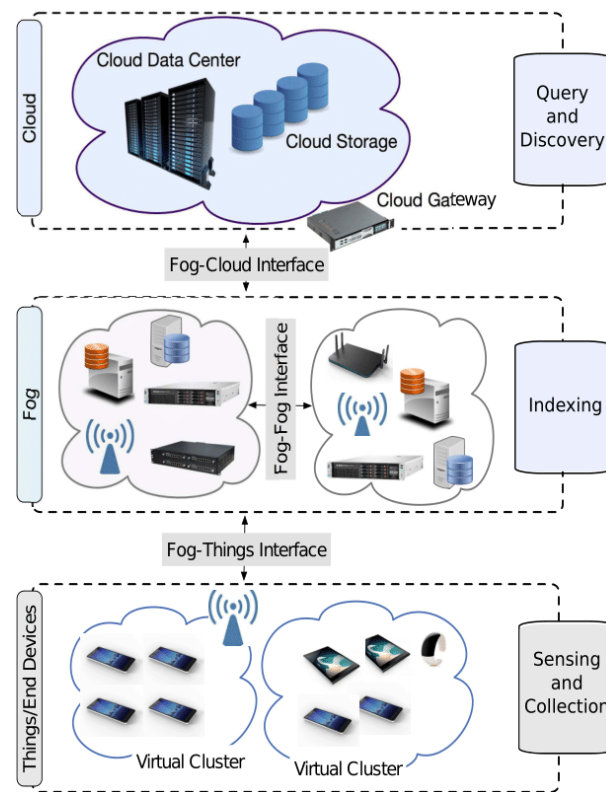 Cloud
Cloud Data Center
Cloud Storage
Cloud Gateway
Query
and
Discovery
Fog-Cloud Interface
Fog
Fog-Fog Interface
Indexing
Fog-Things Interface
Things/End Devices
Virtual Cluster
Virtual Cluster
Sensing
and
Collection